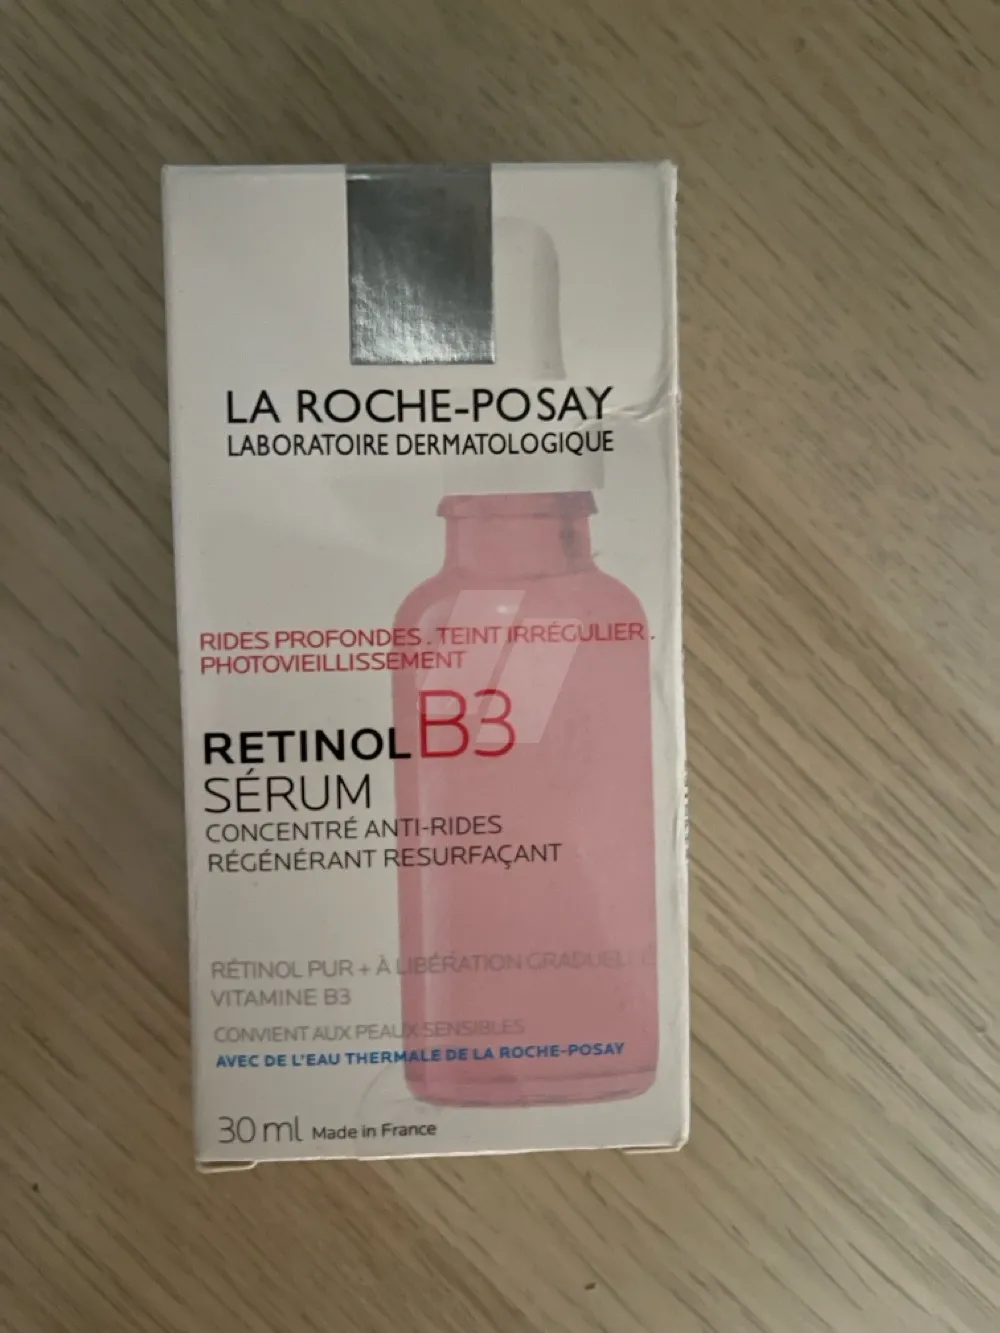 LA ROCHE-POSAY
LABORATOIRE DERMATOLOGIQUE
RIDES PROFONDES . TEINT IRRÉGULIER .
PHOTOVIEILLISSEMENT
RETINOL B3
SÉRUM
CONCENTRÉ ANTI-RIDES
RÉGÉNÉRANT RESURFAÇANT
RÉTINOL PUR + À LIBÉRATION GRADUELLE
VITAMINE B3
CONVIENT AUX PEAUX SENSIBLES
AVEC DE L'EAU THERMALE DE LA ROCHE-POSAY
30 ml Made in France